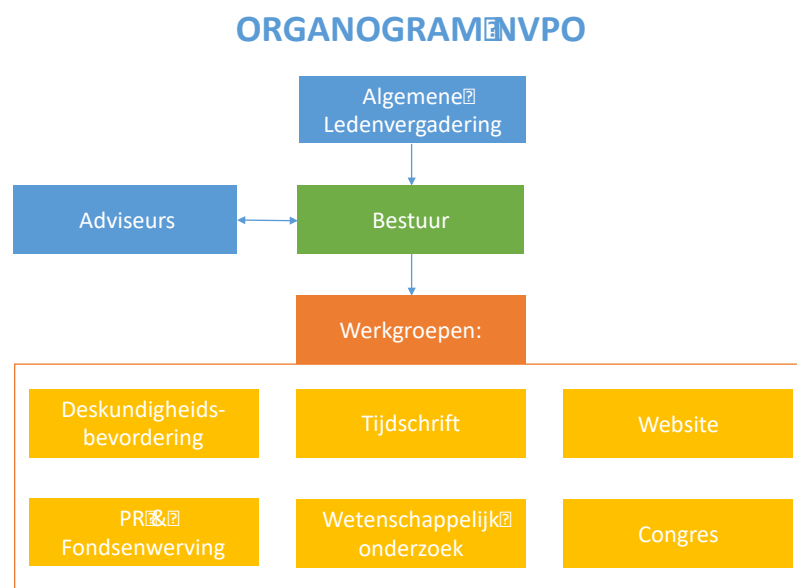 ORGANOGRAM NVPO
Algemene
Ledenvergadering
Adviseurs
Bestuur
Werkgroepen:
Deskundigheids-
bevordering
Tijdschrift
Website
PR & 
Fondsenwerving
Wetenschappelijk
onderzoek
Congres